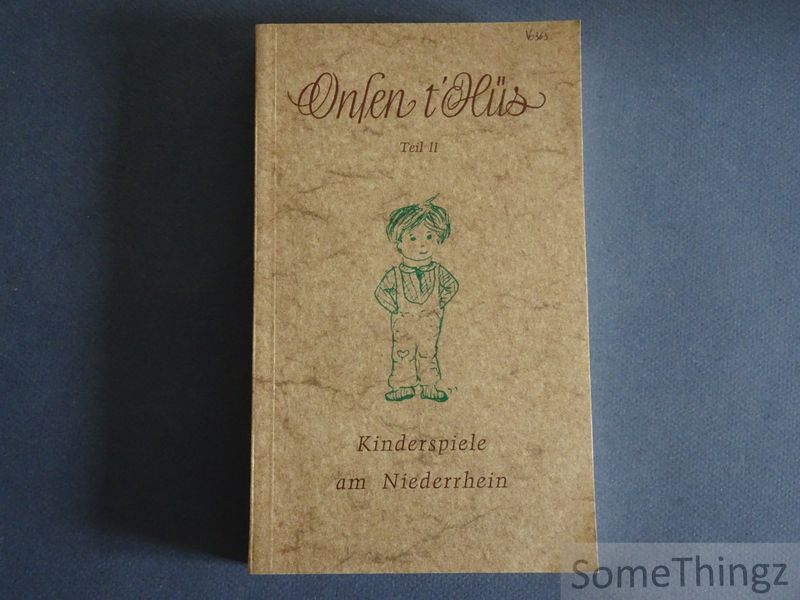 Onſen t'Hüs
Teil II
Kinderspiele
am Niederrhein
SomeThingz